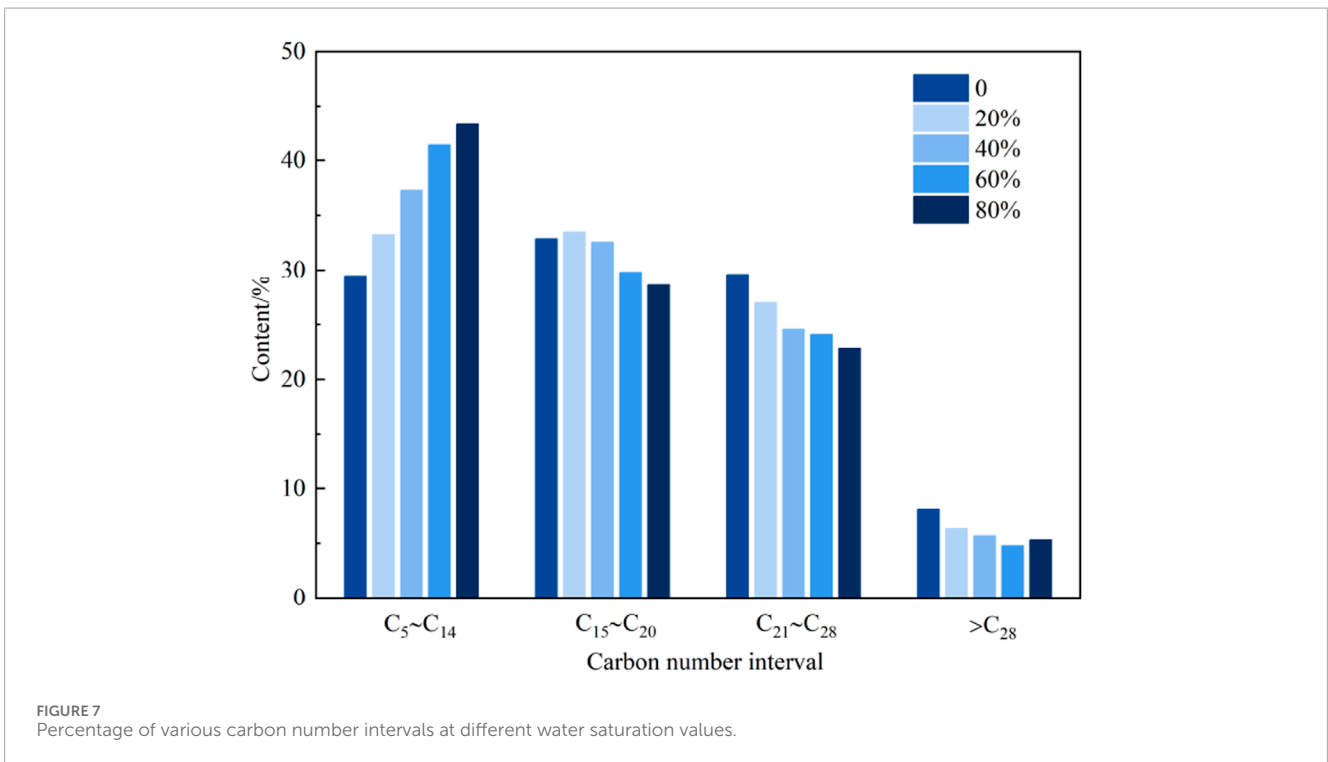 50
40
30
20
10
0
Content/%
0
20%
40%
60%
80%
C₅~C₁₄
C₁₅~C₂₀
C₂₁~C₂₈
>C₂₈
Carbon number interval
FIGURE 7
Percentage of various carbon number intervals at different water saturation values.